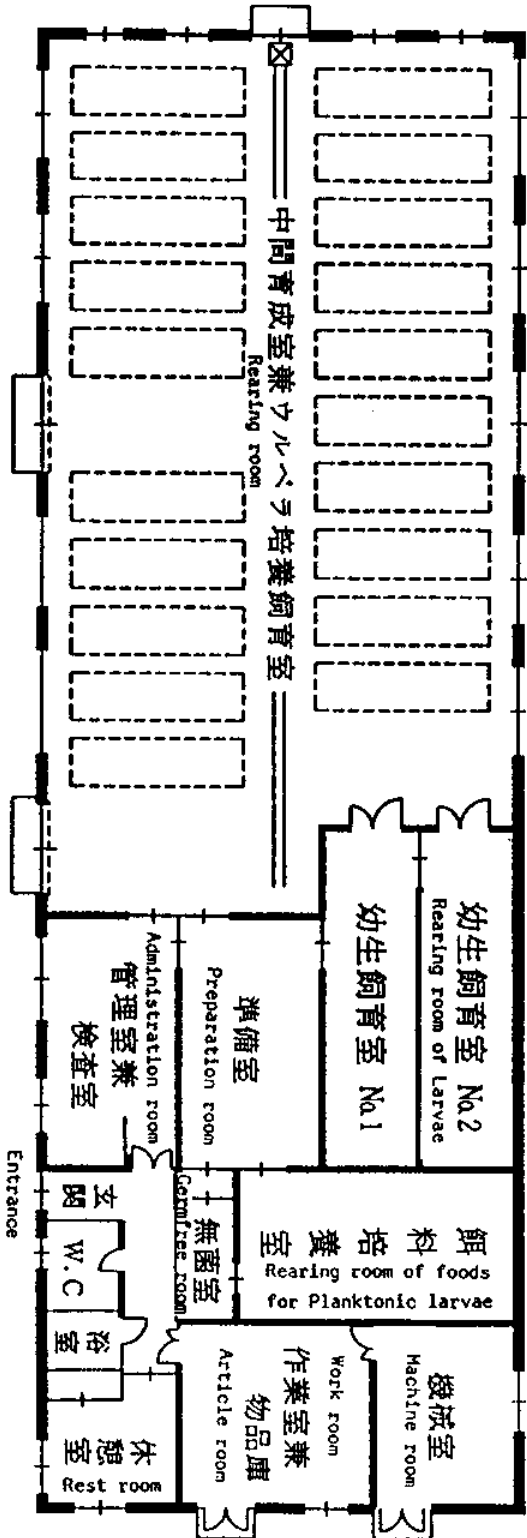 中間育成室兼ウルベラ培養飼育室
Rearing room
幼生飼育室 No.2
Rearing room of Larvae
幼生飼育室 No.1
準備室
Preparation room
Administration room
管理室兼
検査室
Entrance
玄関
W.C
浴室
休憩室
Rest room
無菌室
Germfree room
餌料培養室
Rearing room of foods
for Planktonic larvae
機械室
Machine room
Work room
作業室兼
物品庫
Article room